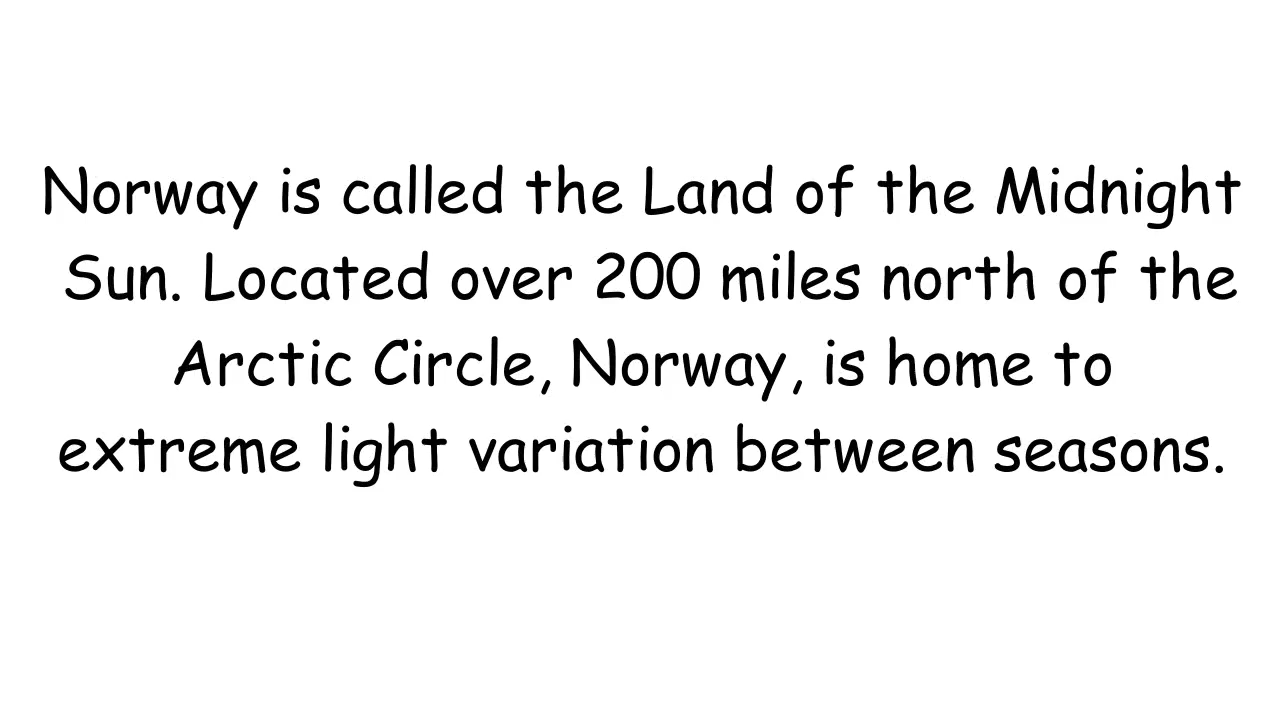 Norway is called the Land of the Midnight
Sun. Located over 200 miles north of the
Arctic Circle, Norway, is home to
extreme light variation between seasons.